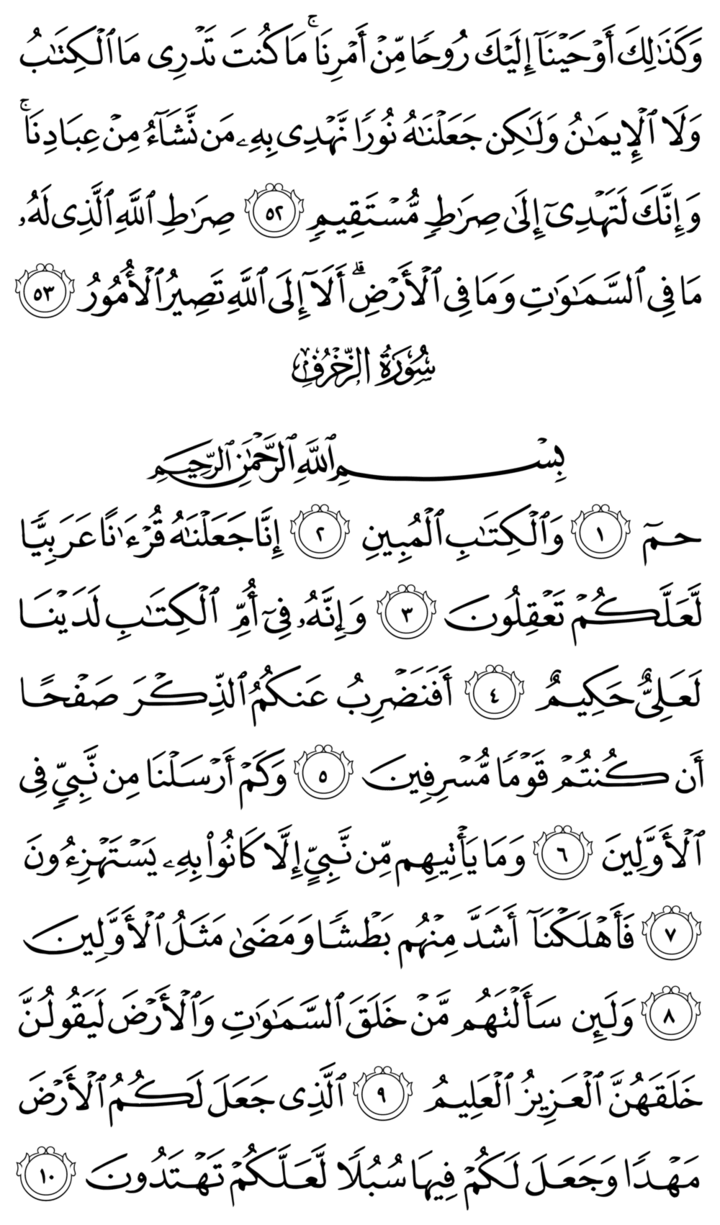 وَكَذَٰلِكَ أَوْحَيْنَآ إِلَيْكَ رُوحًا مِّنْ أَمْرِنَا ۚ مَا كُنتَ تَدْرِى مَا ٱلْكِتَـٰبُ
وَلَا ٱلْإِيمَـٰنُ وَلَـٰكِن جَعَلْنَـٰهُ نُورًا نَّهْدِى بِهِۦ مَن نَّشَآءُ مِنْ عِبَادِنَا ۚ
وَإِنَّكَ لَتَهْدِىٓ إِلَىٰ صِرَٰطٍ مُّسْتَقِيمٍ ٥٢ صِرَٰطِ ٱللَّهِ ٱلَّذِى لَهُۥ
مَا فِى ٱلسَّمَـٰوَٰتِ وَمَا فِى ٱلْأَرْضِ ۗ أَلَآ إِلَى ٱللَّهِ تَصِيرُ ٱلْأُمُورُ ٥٣
سُورَةُ الزُّخْرُفِ
بِسْمِ ٱللَّهِ ٱلرَّحْمَـٰنِ ٱلرَّحِيمِ
حمٓ ١ وَٱلْكِتَـٰبِ ٱلْمُبِينِ ٢ إِنَّا جَعَلْنَـٰهُ قُرْءَٰنًا عَرَبِيًّا
لَّعَلَّكُمْ تَعْقِلُونَ ٣ وَإِنَّهُۥ فِىٓ أُمِّ ٱلْكِتَـٰبِ لَدَيْنَا
لَعَلِىٌّ حَكِيمٌ ٤ أَفَنَضْرِبُ عَنكُمُ ٱلذِّكْرَ صَفْحًا
أَن كُنتُمْ قَوْمًا مُّسْرِفِينَ ٥ وَكَمْ أَرْسَلْنَا مِن نَّبِىٍّ فِى
ٱلْأَوَّلِينَ ٦ وَمَا يَأْتِيهِم مِّن نَّبِىٍّ إِلَّا كَانُوا۟ بِهِۦ يَسْتَهْزِءُونَ
٧ فَأَهْلَكْنَآ أَشَدَّ مِنْهُم بَطْشًا وَمَضَىٰ مَثَلُ ٱلْأَوَّلِينَ
٨ وَلَئِن سَأَلْتَهُم مَّنْ خَلَقَ ٱلسَّمَـٰوَٰتِ وَٱلْأَرْضَ لَيَقُولُنَّ
خَلَقَهُنَّ ٱلْعَزِيزُ ٱلْعَلِيمُ ٩ ٱلَّذِى جَعَلَ لَكُمُ ٱلْأَرْضَ
مَهْدًا وَجَعَلَ لَكُمْ فِيهَا سُبُلًا لَّعَلَّكُمْ تَهْتَدُونَ ١٠